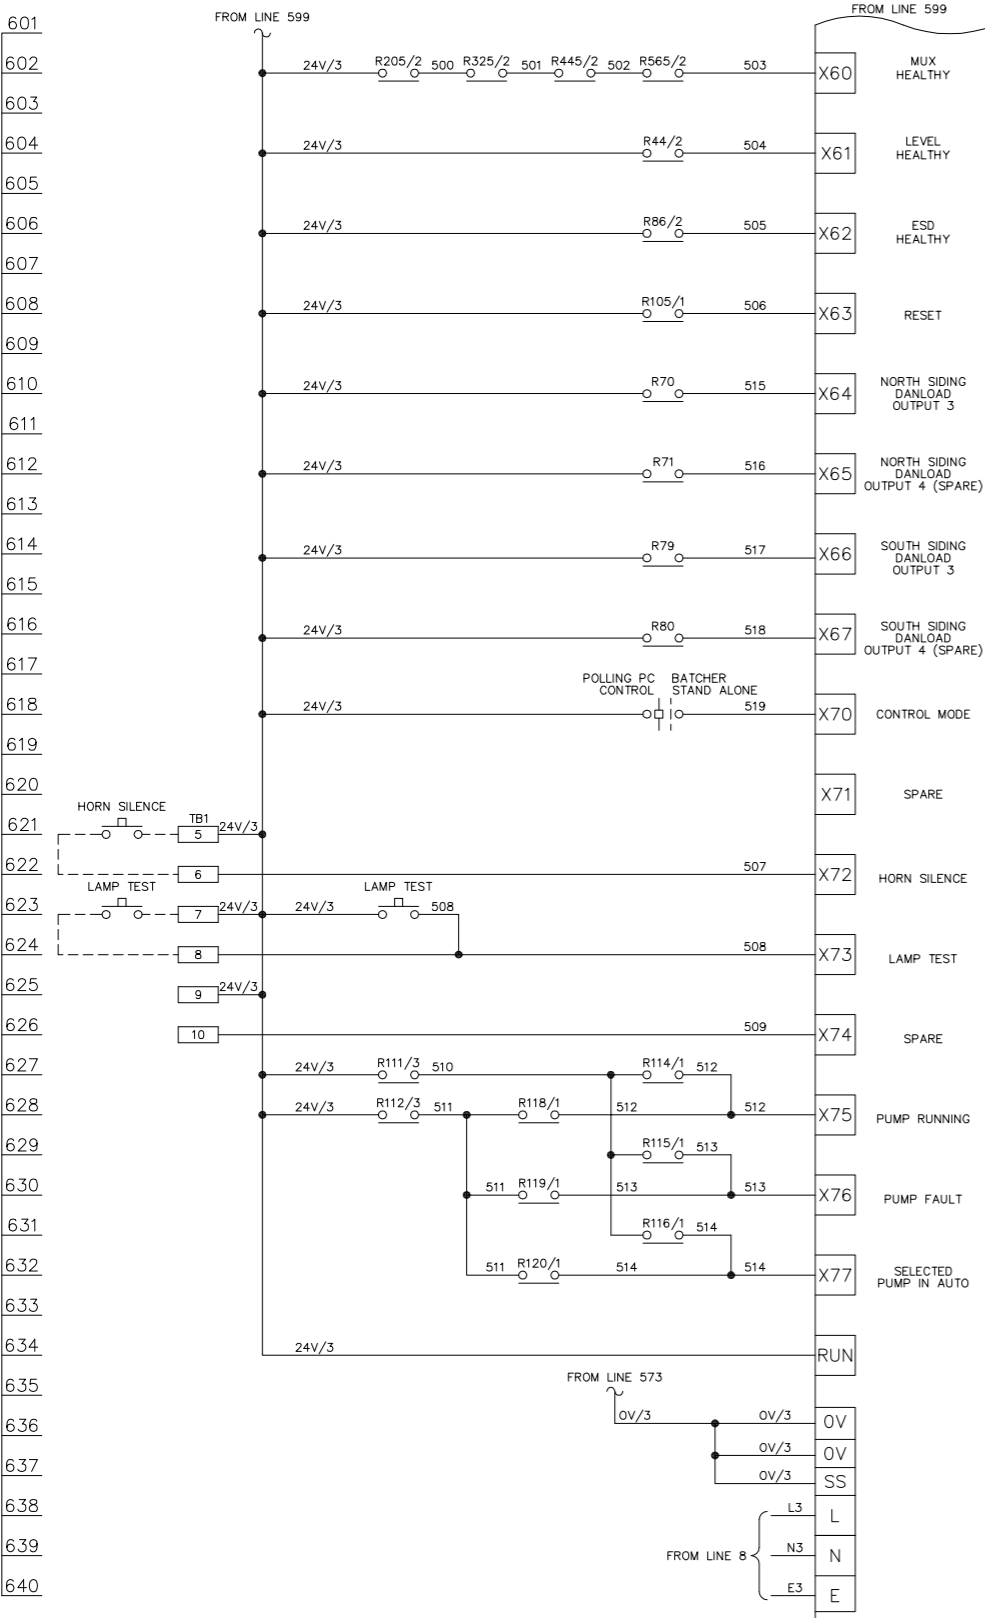 FROM LINE 599
FROM LINE 599
601
602
24V/3 R205/2 500 R325/2 501 R445/2 502 R565/2 503 X60
MUX
HEALTHY
603
604
24V/3 R44/2 504 X61
LEVEL
HEALTHY
605
606
24V/3 R86/2 505 X62
ESD
HEALTHY
607
608
24V/3 R105/1 506 X63
RESET
609
610
24V/3 R70 515 X64
NORTH SIDING
DANLOAD
OUTPUT 3
611
612
24V/3 R71 516 X65
NORTH SIDING
DANLOAD
OUTPUT 4 (SPARE)
613
614
24V/3 R79 517 X66
SOUTH SIDING
DANLOAD
OUTPUT 3
615
616
24V/3 R80 518 X67
SOUTH SIDING
DANLOAD
OUTPUT 4 (SPARE)
617
POLLING PC
CONTROL
BATCHER
STAND ALONE
618
24V/3 519 X70
CONTROL MODE
619
620
X71
SPARE
HORN SILENCE
TB1
621
5 24V/3
622
6 507 X72
HORN SILENCE
LAMP TEST
LAMP TEST
623
7 24V/3 24V/3 508
624
8 508 X73
LAMP TEST
625
9 24V/3
626
10 509 X74
SPARE
627
24V/3 R111/3 510 R114/1 512
628
24V/3 R112/3 511 R118/1 512 512 X75
PUMP RUNNING
629
R115/1 513
630
511 R119/1 513 513 X76
PUMP FAULT
631
R116/1 514
632
511 R120/1 514 514 X77
SELECTED
PUMP IN AUTO
633
634
24V/3 RUN
635
FROM LINE 573
636
0V/3 0V/3 0V
0V/3 0V
637
0V/3 SS
638
L3 L
639
FROM LINE 8 N3 N
640
E3 E